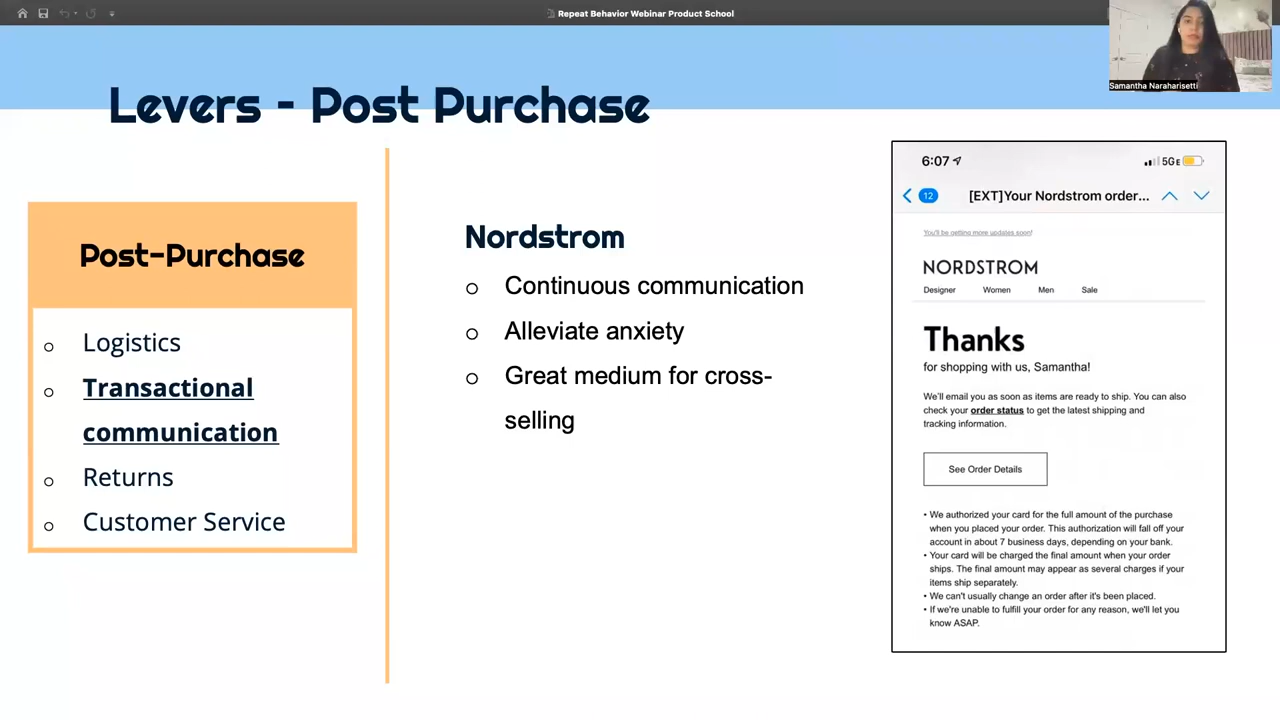 Repeat Behavior Webinar Product School
Samantha Naraharisetti
Levers - Post Purchase
Post-Purchase
Logistics
Transactional
communication
Returns
Customer Service
Nordstrom
Continuous communication
Alleviate anxiety
Great medium for cross-
selling
6:07
5GE
12
[EXT]Your Nordstrom order...
You'll be getting more updates soon!
NORDSTROM
Designer Women Men Sale
Thanks
for shopping with us, Samantha!
We'll email you as soon as items are ready to ship. You can also
check your order status to get the latest shipping and
tracking information.
See Order Details
• We authorized your card for the full amount of the purchase
when you placed your order. This authorization will fall off your
account in about 7 business days, depending on your bank.
• Your card will be charged the final amount when your order
ships. The final amount may appear as several charges if your
items ship separately.
• We can't usually change an order after it's been placed.
• If we're unable to fulfill your order for any reason, we'll let you
know ASAP.